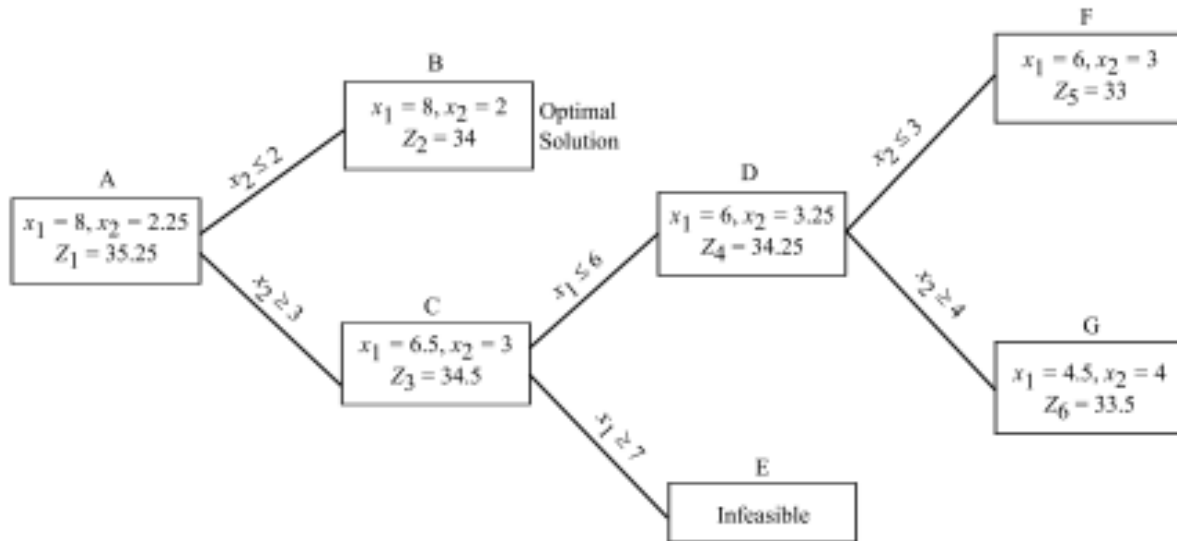 A
x₁ = 8, x₂ = 2.25
Z₁ = 35.25
x₂ ≤ 2
x₂ ≥ 3
B
x₁ = 8, x₂ = 2
Z₂ = 34
Optimal
Solution
C
x₁ = 6.5, x₂ = 3
Z₃ = 34.5
x₁ ≤ 6
x₁ ≥ 7
D
x₁ = 6, x₂ = 3.25
Z₄ = 34.25
E
Infeasible
x₂ ≤ 3
x₂ ≥ 4
F
x₁ = 6, x₂ = 3
Z₅ = 33
G
x₁ = 4.5, x₂ = 4
Z₆ = 33.5